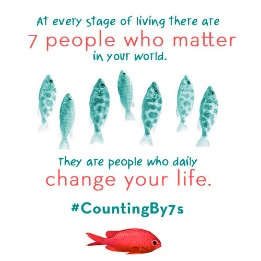 At every stage of living there are
7 people who matter
in your world.
They are people who daily
change your life.
#CountingBy7s